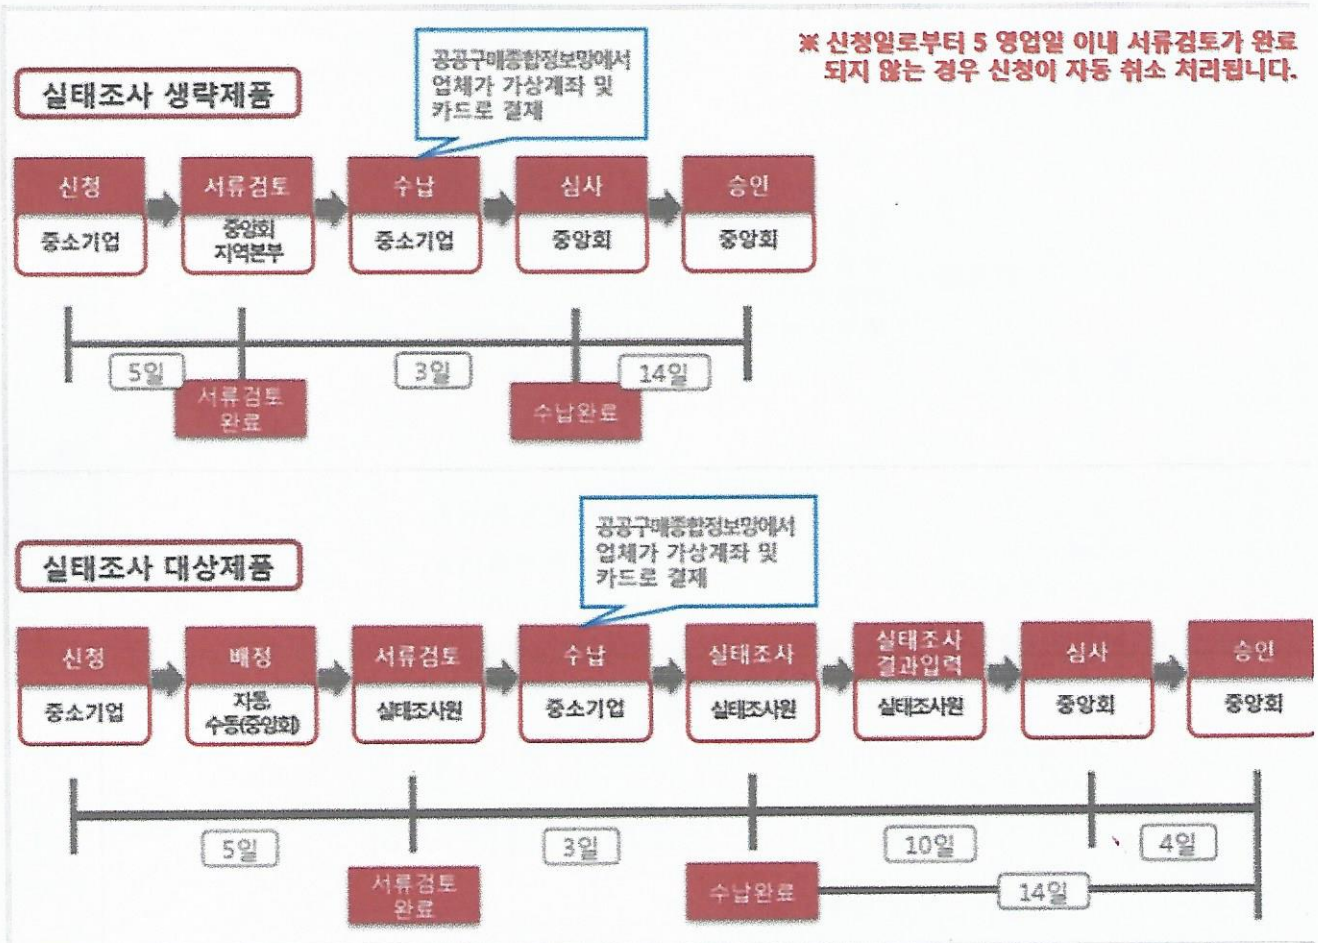 ※ 신청일로부터 5 영업일 이내 서류검토가 완료
되지 않는 경우 신청이 자동 취소 처리됩니다.
실태조사 생략제품
공공구매종합정보망에서
업체가 가상계좌 및
카드로 결제
신청
중소기업
서류검토
중앙회
지역본부
수납
중소기업
심사
중앙회
승인
중앙회
5일
3일
14일
서류검토
완료
수납완료
실태조사 대상제품
공공구매종합정보망에서
업체가 가상계좌 및
카드로 결제
신청
중소기업
배정
자동,
수동(중앙회)
서류검토
실태조사원
수납
중소기업
실태조사
실태조사원
실태조사
결과입력
실태조사원
심사
중앙회
승인
중앙회
5일
3일
10일
4일
서류검토
완료
수납완료
14일